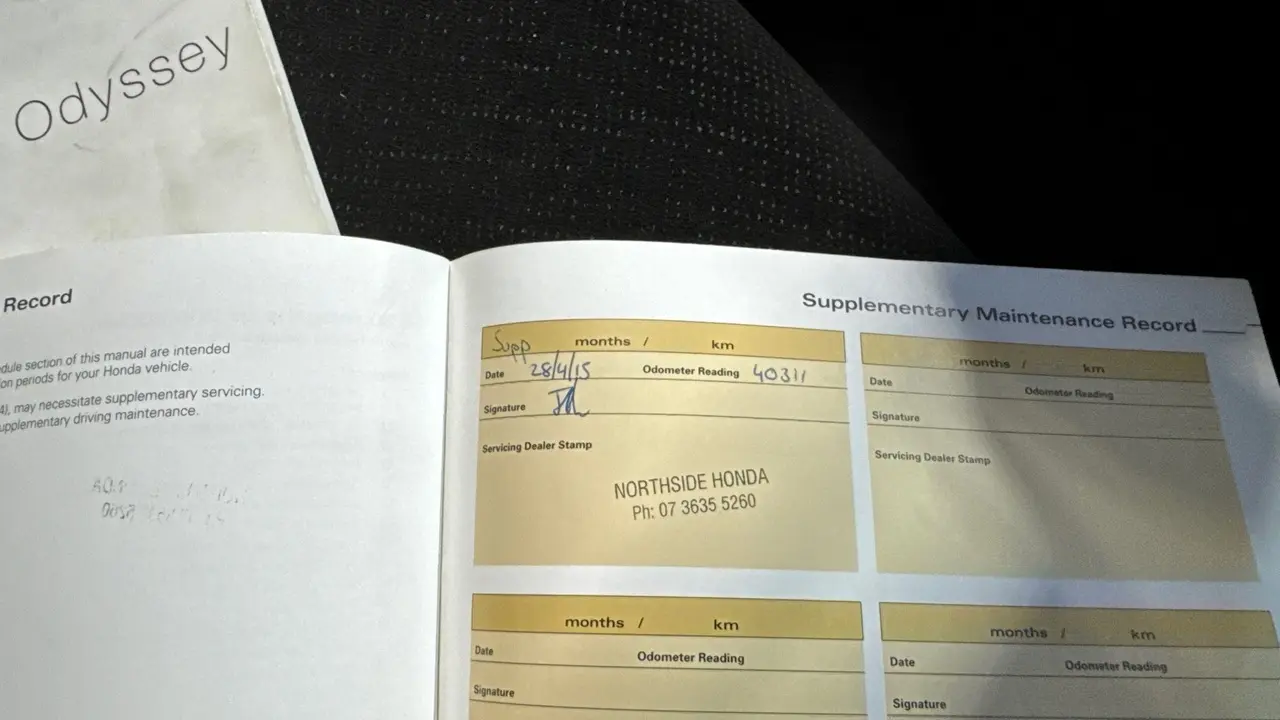 Odyssey
Record
dule section of this manual are intended
on periods for your Honda vehicle.
4), may necessitate supplementary servicing.
upplementary driving maintenance.
Supplementary Maintenance Record
Supp months / km
Date 28/4/15 Odometer Reading 40311
Signature
Servicing Dealer Stamp
NORTHSIDE HONDA
Ph: 07 3635 5260
months / km
Date Odometer Reading
Signature
Servicing Dealer Stamp
months / km
Date Odometer Reading
Signature
months / km
Date Odometer Reading
Signature